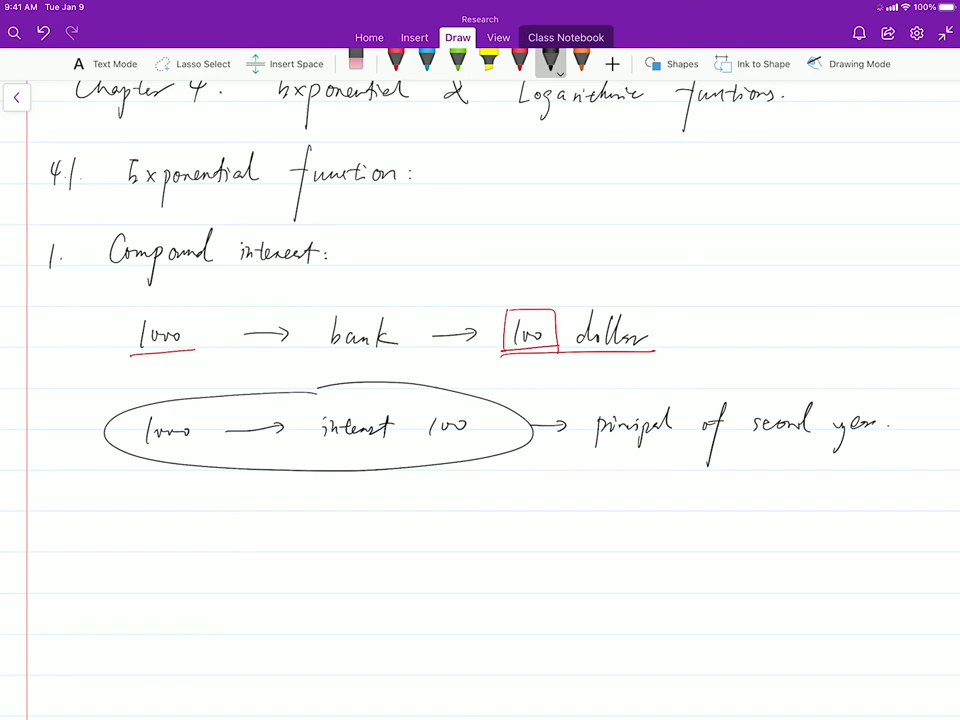 9:41 AM Tue Jan 9 100%
Research
Home Insert Draw View Class Notebook
A Text Mode Lasso Select Insert Space Shapes Ink to Shape Drawing Mode
Chapter 4. Exponential & Logarithmic functions.
4.1. Exponential function:
1. Compound interest:
1000 → bank → 100 dollar
1000 → interest 100 → pinipal of second year.